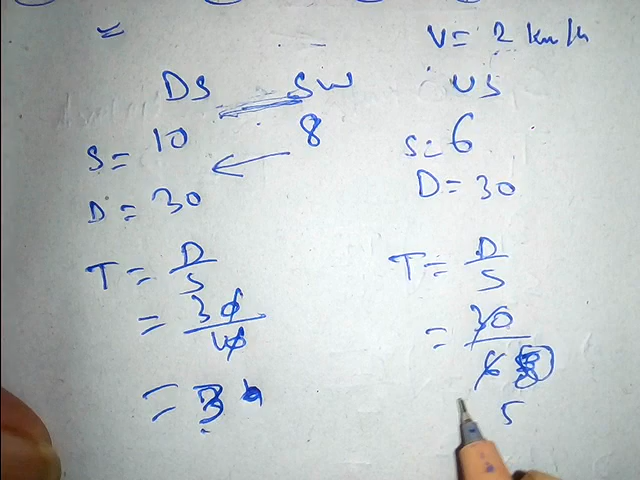 =
V = 2 km/h
DS SW US
S = 10 8 S = 6
D = 30 D = 30
T = D/S T = D/S
= 30/10 = 30/6
= 3 h 5